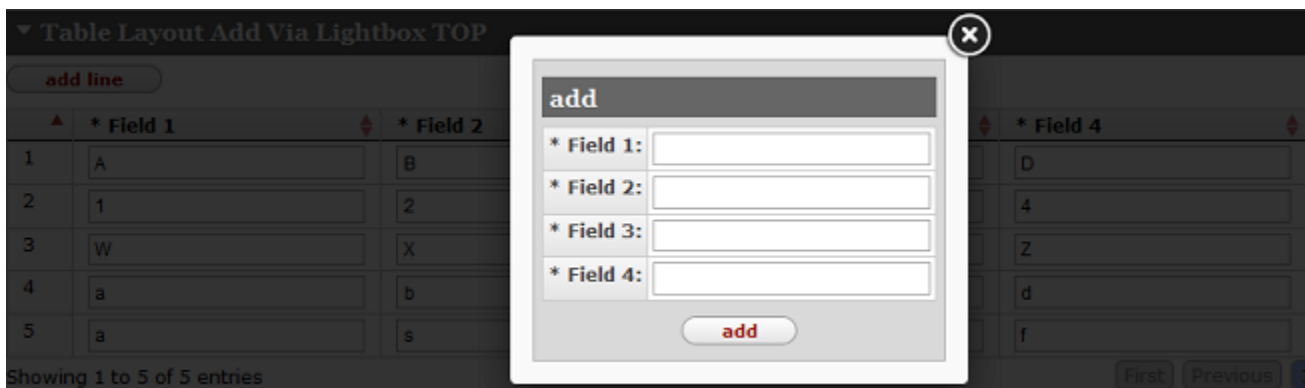 Table Layout Add Via Lightbox TOP
add line
* Field 1 * Field 2 * Field 4
1 A B D
2 1 2 4
3 W X Z
4 a b d
5 a s f
Showing 1 to 5 of 5 entries
First Previous
add
* Field 1:
* Field 2:
* Field 3:
* Field 4:
add